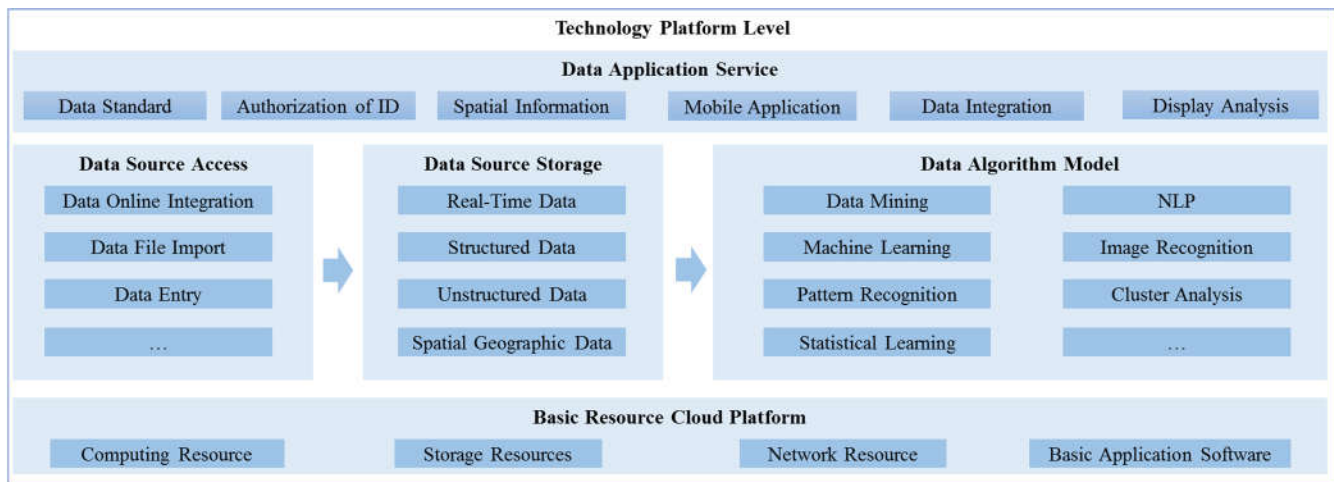 Technology Platform Level
Data Application Service
Data Standard
Authorization of ID
Spatial Information
Mobile Application
Data Integration
Display Analysis
Data Source Access
Data Online Integration
Data File Import
Data Entry
…
Data Source Storage
Real-Time Data
Structured Data
Unstructured Data
Spatial Geographic Data
Data Algorithm Model
Data Mining
NLP
Machine Learning
Image Recognition
Pattern Recognition
Cluster Analysis
Statistical Learning
…
Basic Resource Cloud Platform
Computing Resource
Storage Resources
Network Resource
Basic Application Software